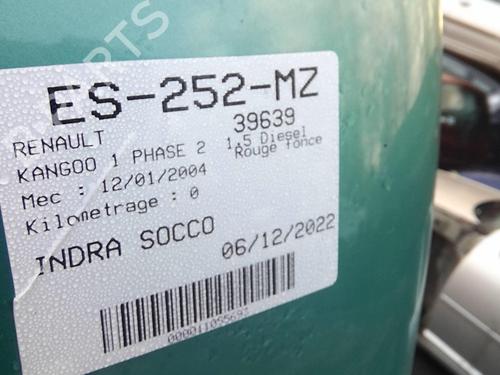 ES-252-MZ
RENAULT 39639
KANGOO 1 PHASE 2 1,5 Diesel
Mec : 12/01/2004 Rouge fonce
Kilometrage : 0
INDRA SOCCO 06/12/2022